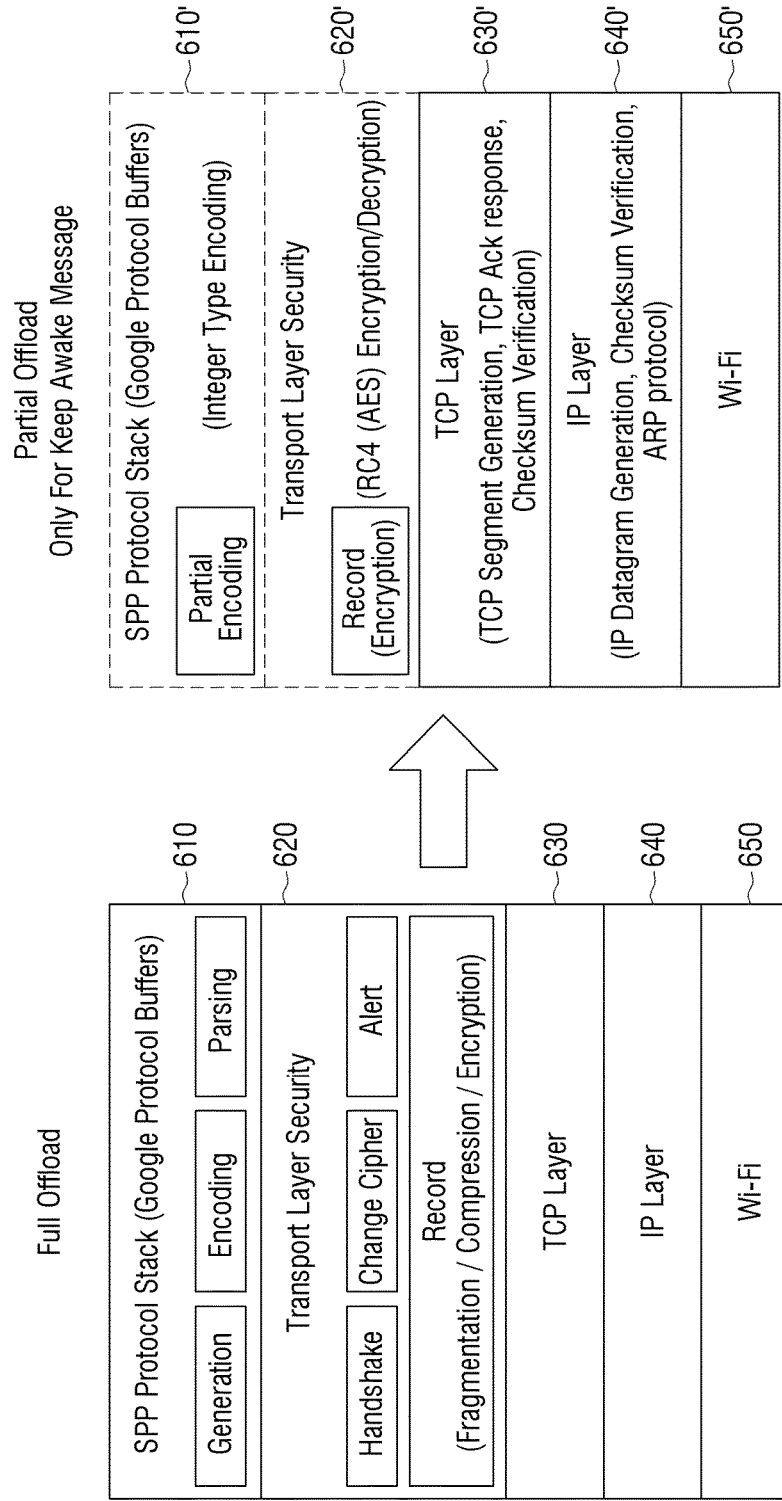 Full Offload
SPP Protocol Stack (Google Protocol Buffers)
Generation
Encoding
Parsing
610
Transport Layer Security
620
Handshake
Change Cipher
Alert
Record
(Fragmentation / Compression / Encryption)
TCP Layer
630
IP Layer
640
Wi-Fi
650
Partial Offload
Only For Keep Awake Message
SPP Protocol Stack (Google Protocol Buffers)
610'
Partial
Encoding
(Integer Type Encoding)
Transport Layer Security
620'
Record
(Encryption)
(RC4 (AES) Encryption/Decryption)
TCP Layer
(TCP Segment Generation, TCP Ack response,
Checksum Verification)
630'
IP Layer
(IP Datagram Generation, Checksum Verification,
ARP protocol)
640'
Wi-Fi
650'